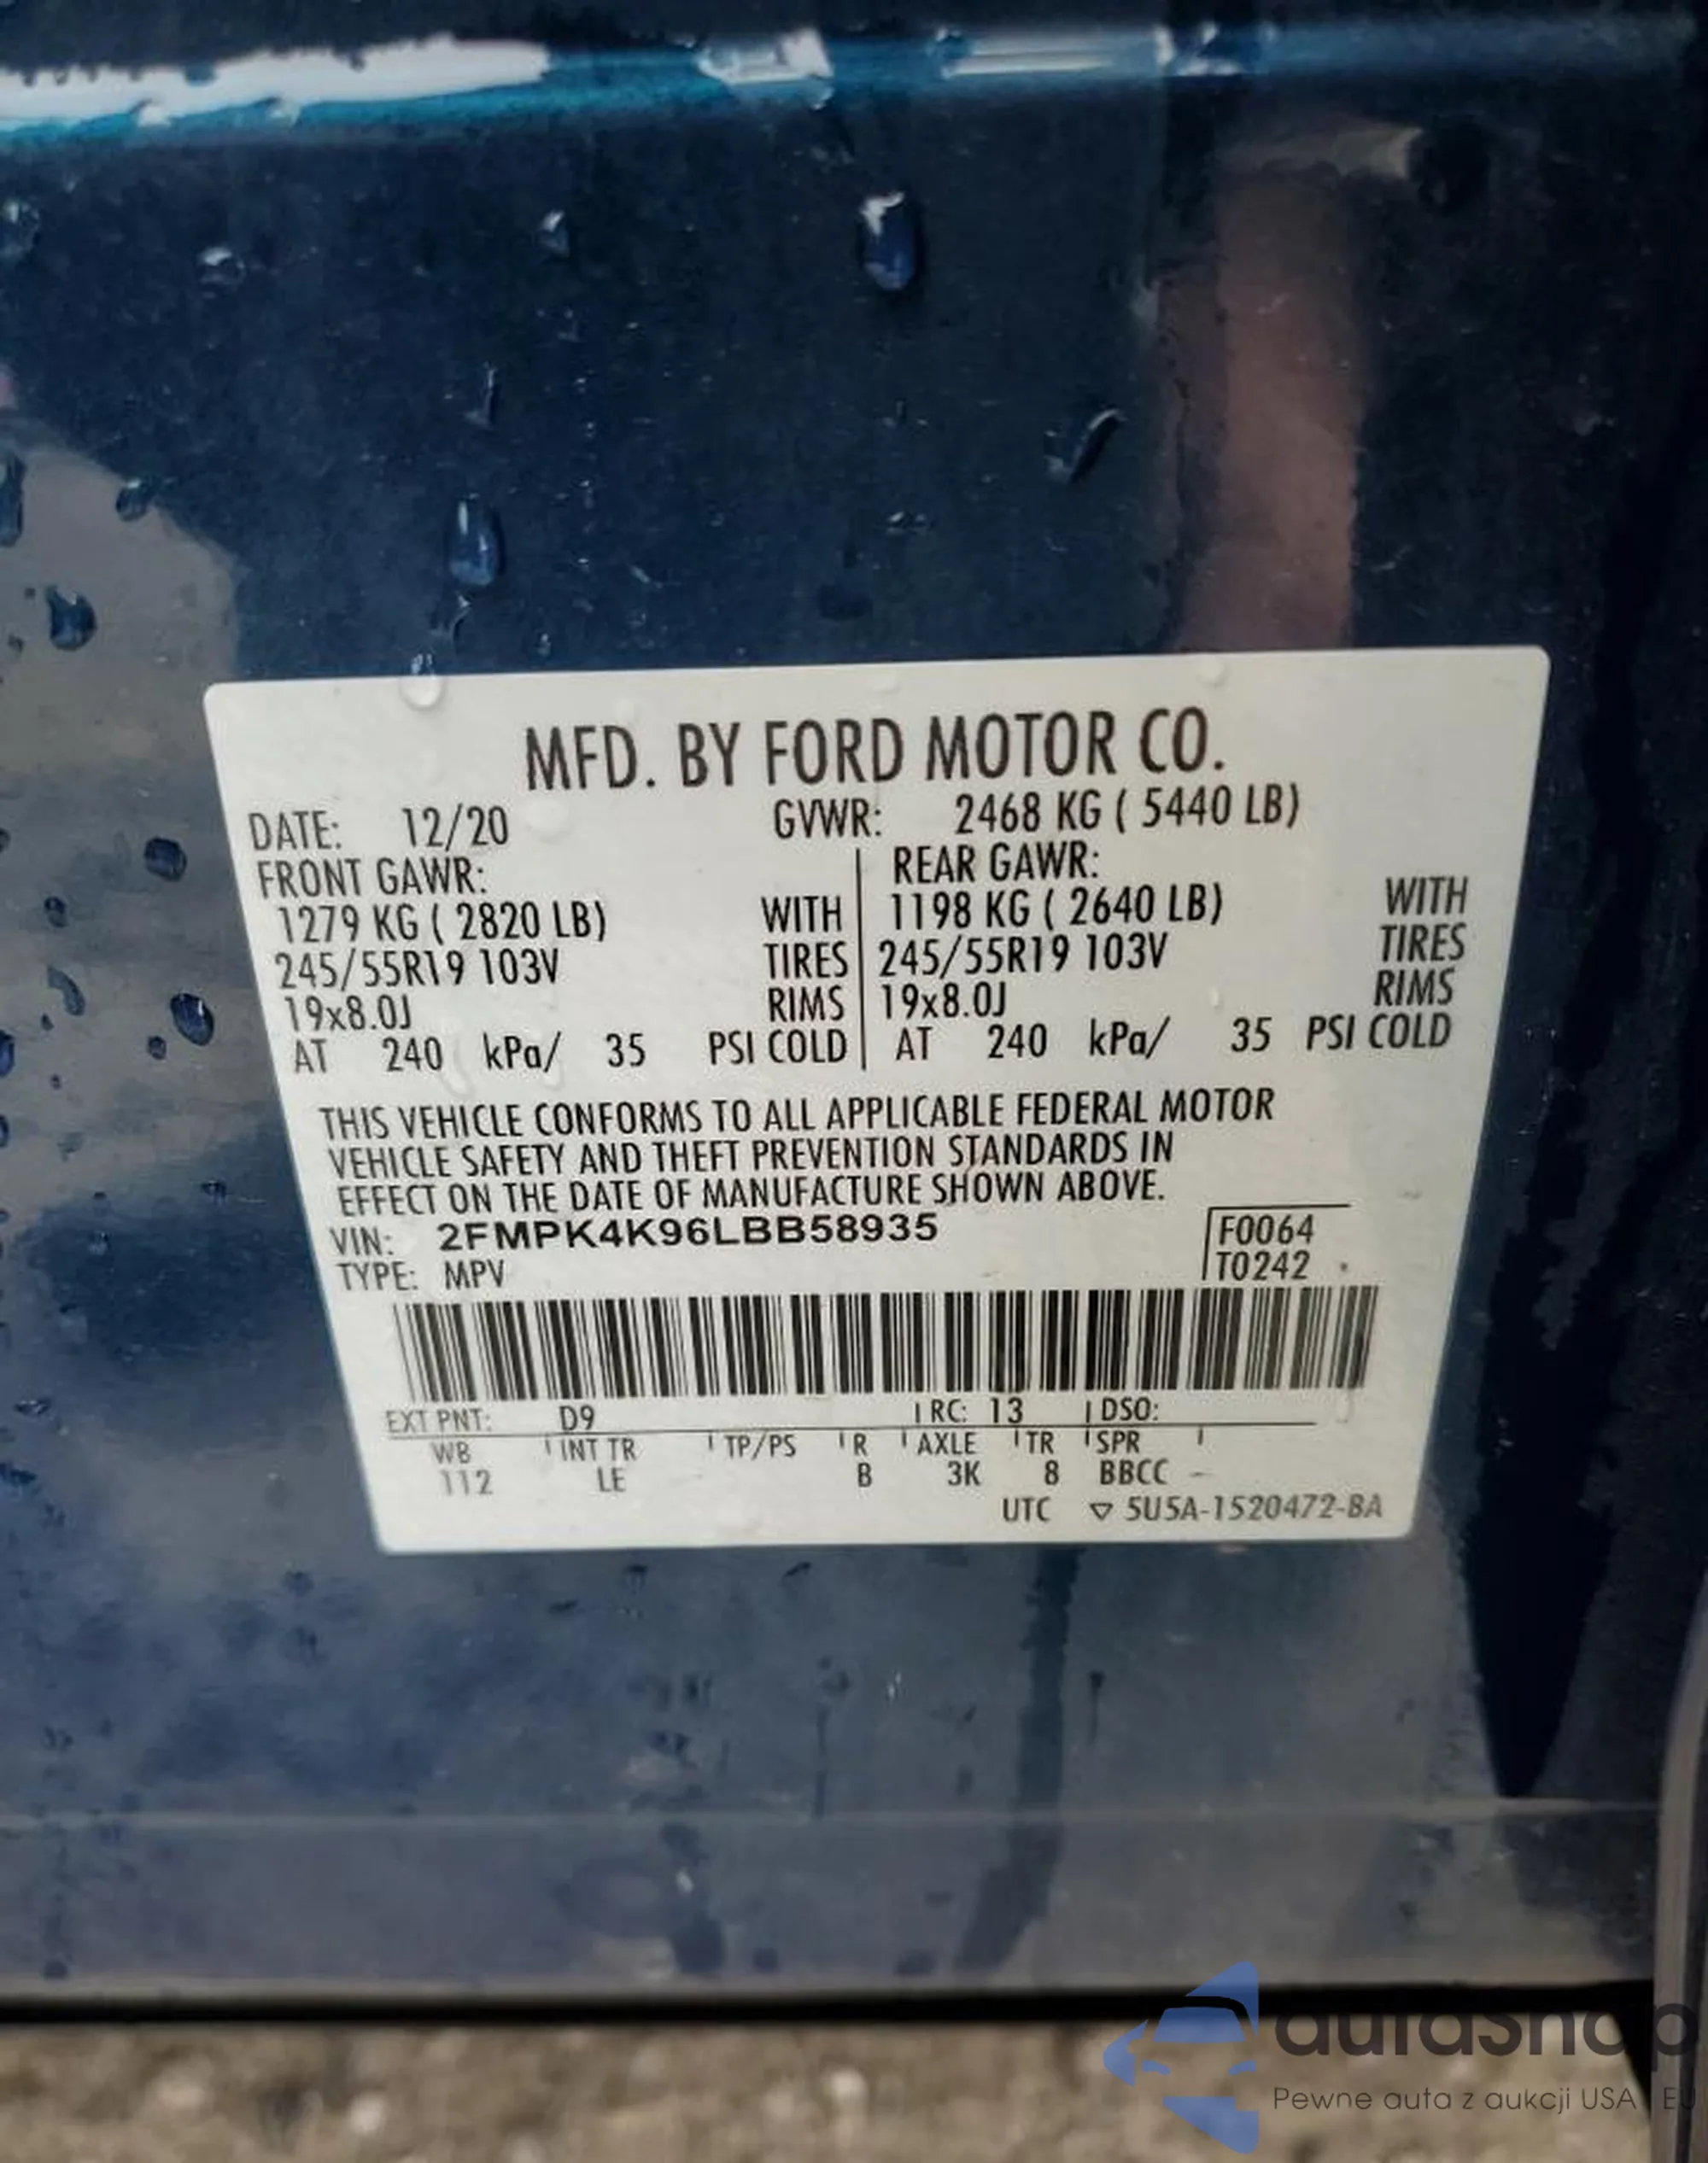 MFD. BY FORD MOTOR CO.
DATE: 12/20 GVWR: 2468 KG ( 5440 LB)
FRONT GAWR: REAR GAWR:
1279 KG ( 2820 LB) WITH 1198 KG ( 2640 LB) WITH
245/55R19 103V TIRES 245/55R19 103V TIRES
19x8.0J RIMS 19x8.0J RIMS
AT 240 kPa/ 35 PSI COLD AT 240 kPa/ 35 PSI COLD
THIS VEHICLE CONFORMS TO ALL APPLICABLE FEDERAL MOTOR
VEHICLE SAFETY AND THEFT PREVENTION STANDARDS IN
EFFECT ON THE DATE OF MANUFACTURE SHOWN ABOVE.
VIN: 2FMPK4K96LBB58935 F0064
TYPE: MPV T0242
EXT PNT: D9 RC: 13 DSO:
WB INT TR TP/PS R AXLE TR SPR
112 LE B 3K 8 BBCC
UTC ▽ 5U5A-1520472-BA
autaShop
Pewne auta z aukcji USA | EU